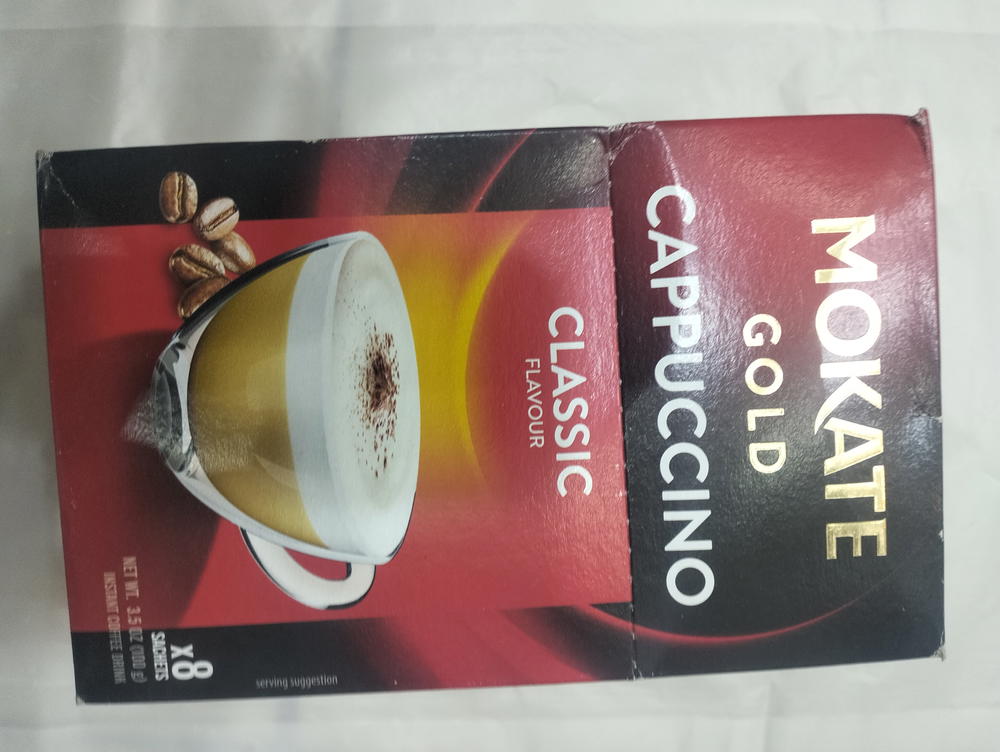 MOKATE
GOLD
CAPPUCCINO
CLASSIC
FLAVOUR
serving suggestion
x8
SACHETS
NET WT. 3.5 OZ (100 g)
INSTANT COFFEE DRINK